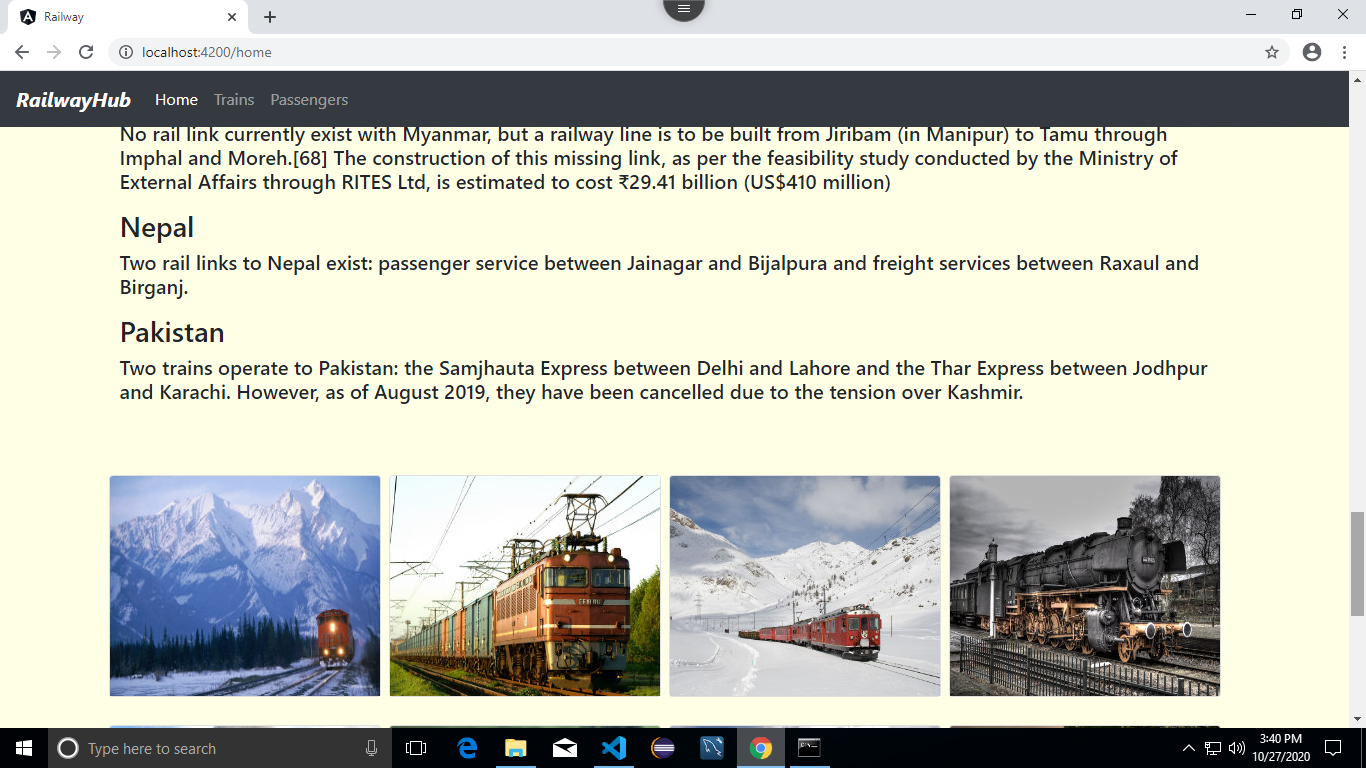 Railway
localhost:4200/home
RailwayHub Home Trains Passengers
No rail link currently exist with Myanmar, but a railway line is to be built from Jiribam (in Manipur) to Tamu through
Imphal and Moreh.[68] The construction of this missing link, as per the feasibility study conducted by the Ministry of
External Affairs through RITES Ltd, is estimated to cost ₹29.41 billion (US$410 million)
Nepal
Two rail links to Nepal exist: passenger service between Jainagar and Bijalpura and freight services between Raxaul and
Birganj.
Pakistan
Two trains operate to Pakistan: the Samjhauta Express between Delhi and Lahore and the Thar Express between Jodhpur
and Karachi. However, as of August 2019, they have been cancelled due to the tension over Kashmir.
Type here to search
3:40 PM
10/27/2020